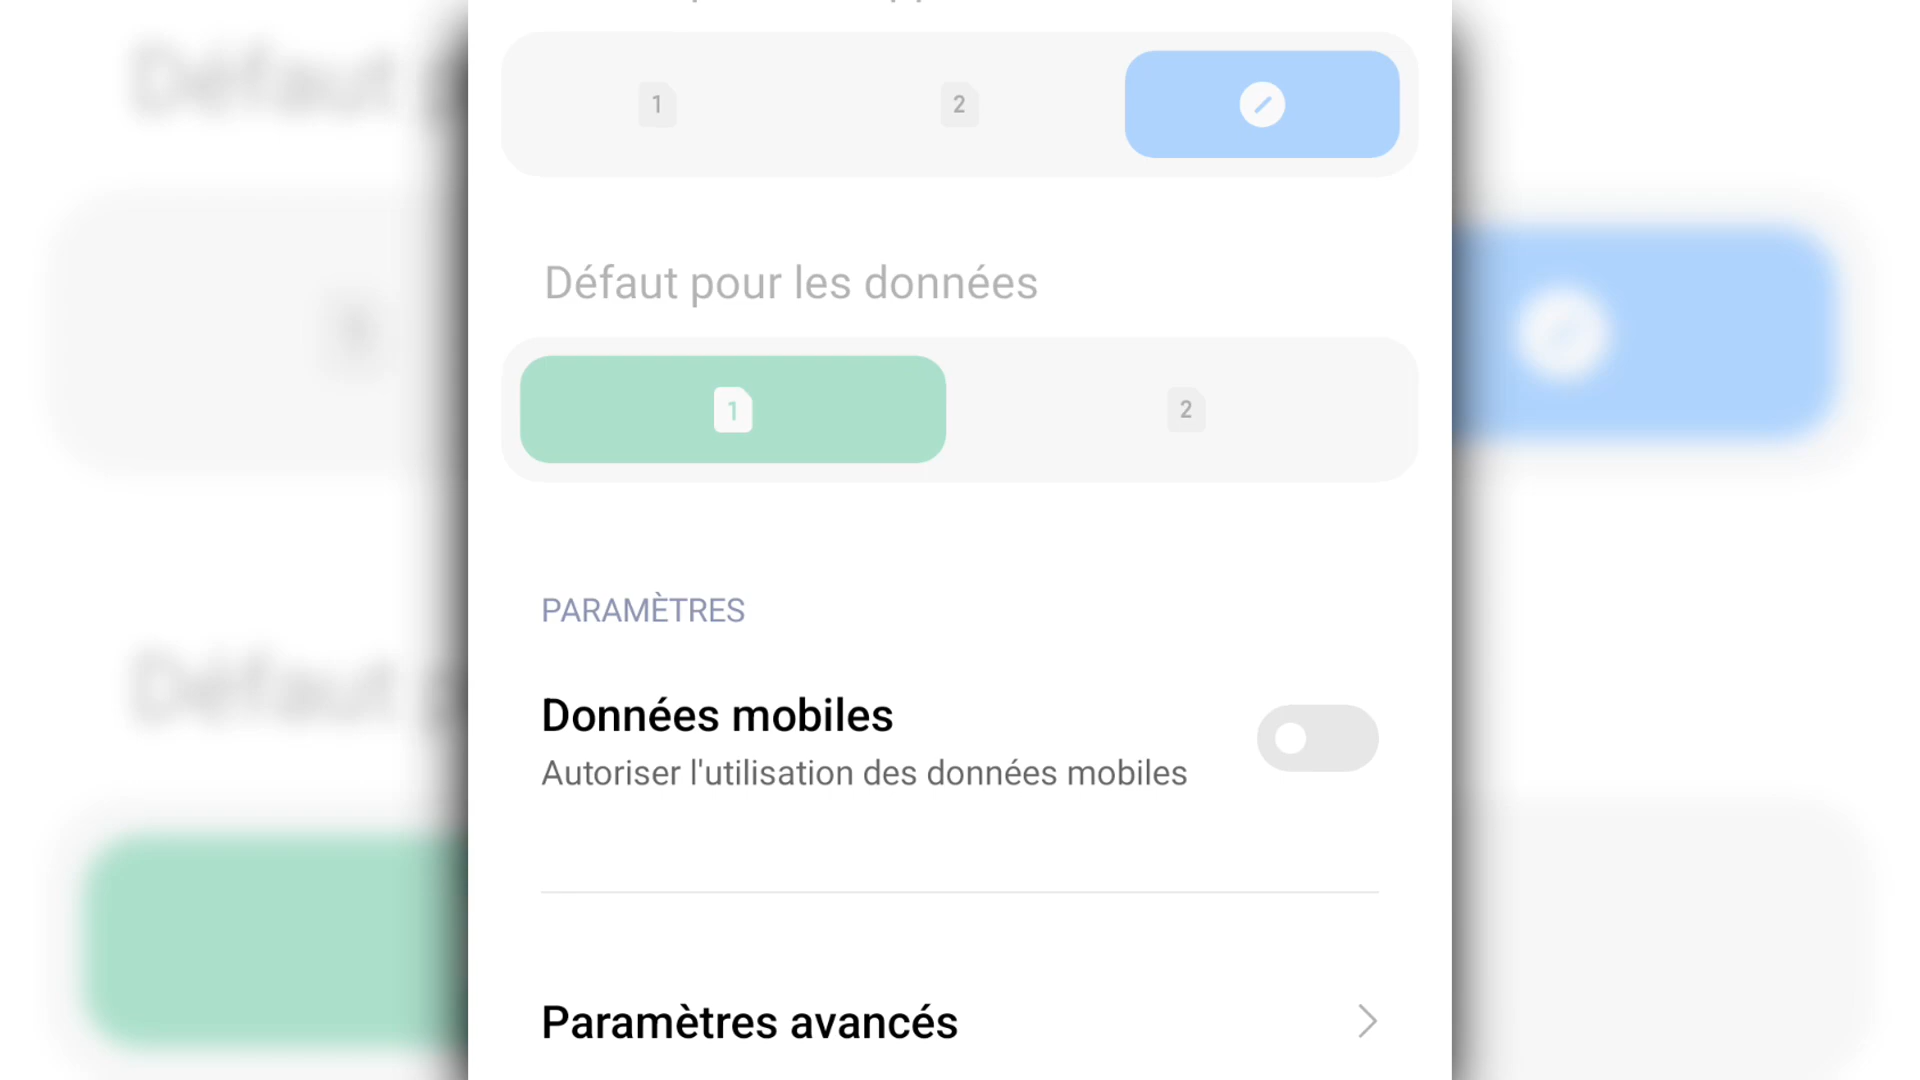 1 2
Défaut pour les données
1 2
PARAMÈTRES
Données mobiles
Autoriser l'utilisation des données mobiles
Paramètres avancés